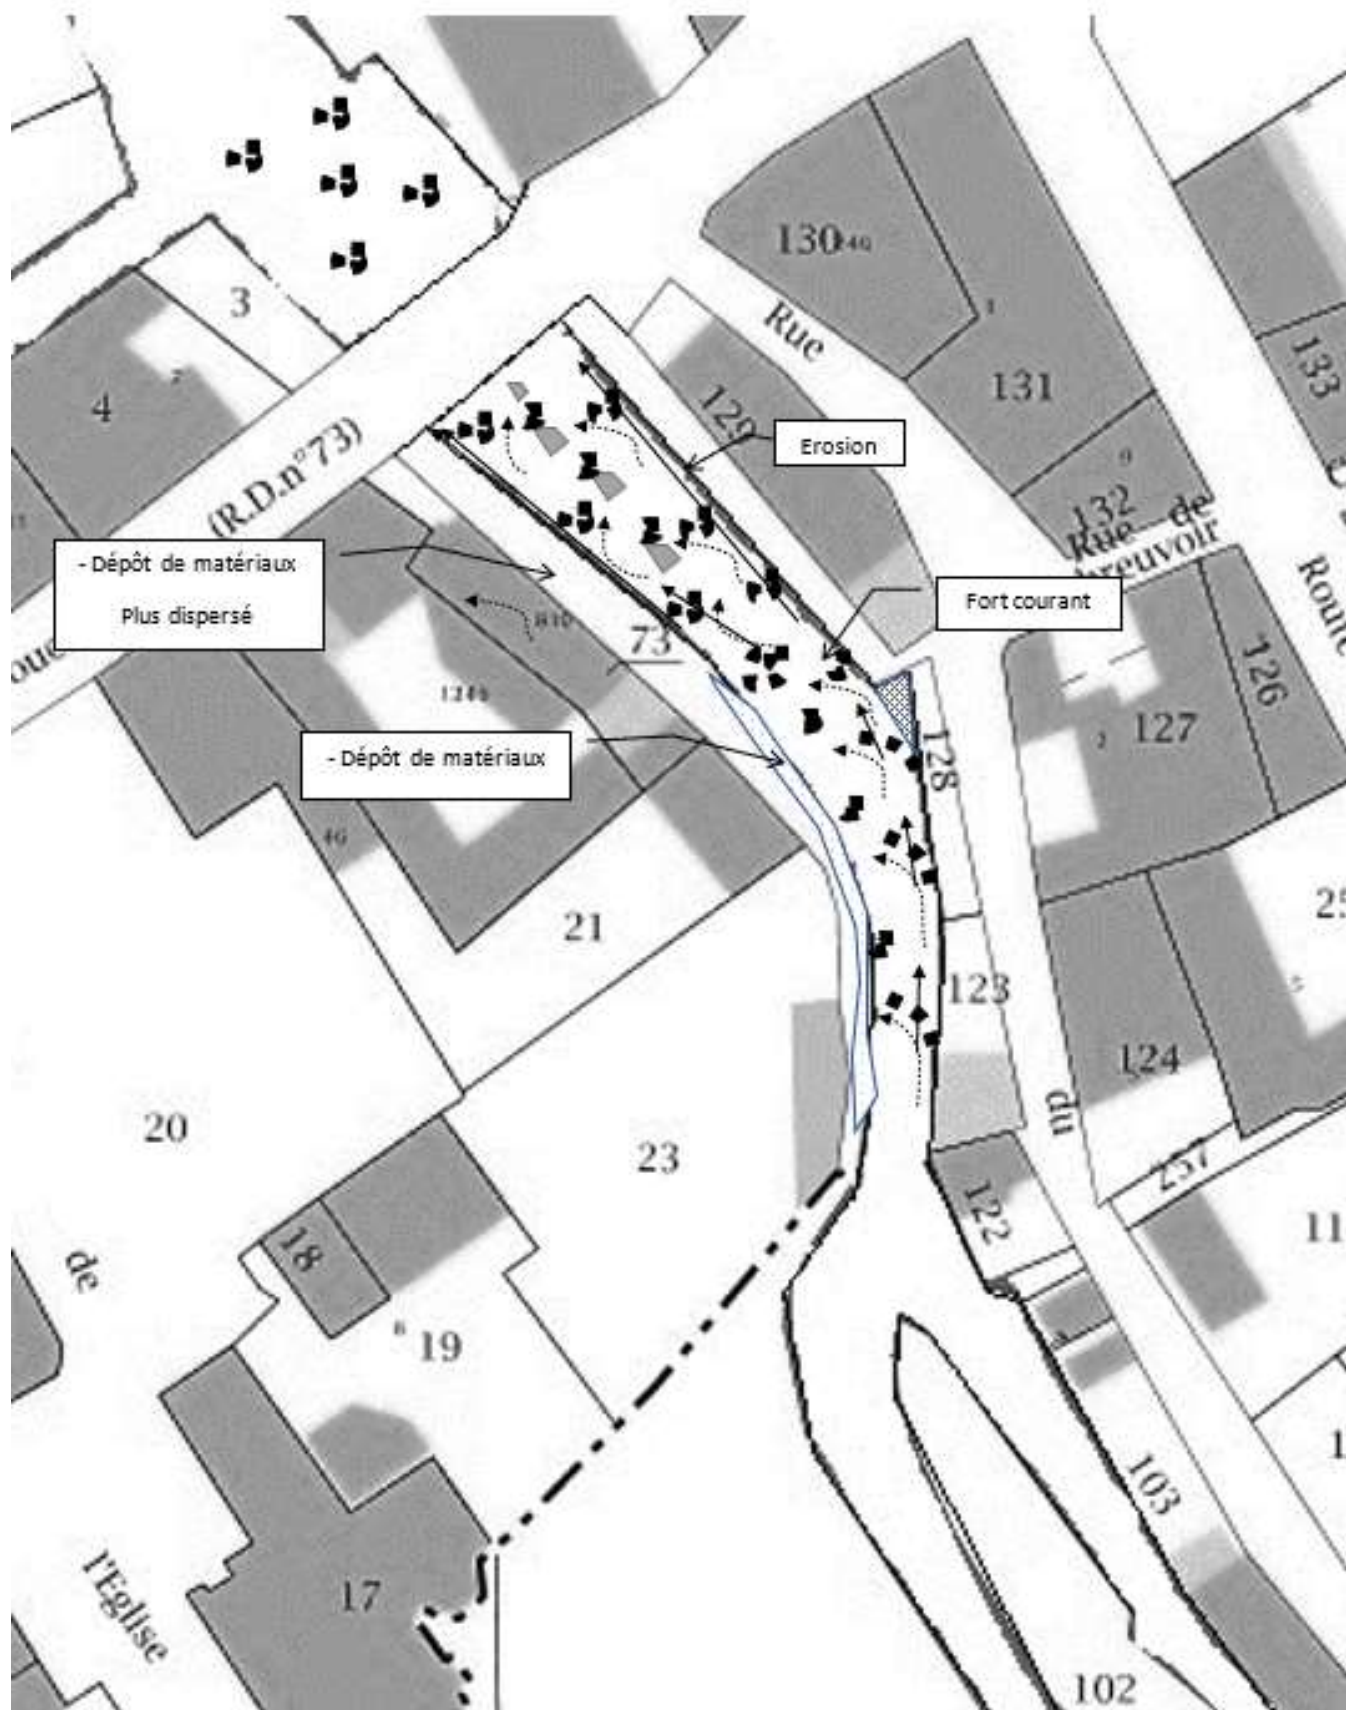 130
3
Rue
131
133
4
129
Erosion
(R.D.n°73)
132
Rue de
- Dépôt de matériaux
Plus dispersé
Fort courant
Route
73
126
127
128
- Dépôt de matériaux
46
21
123
124
20
23
du
257
122
11
18
de
19
103
17
l'Eglise
102